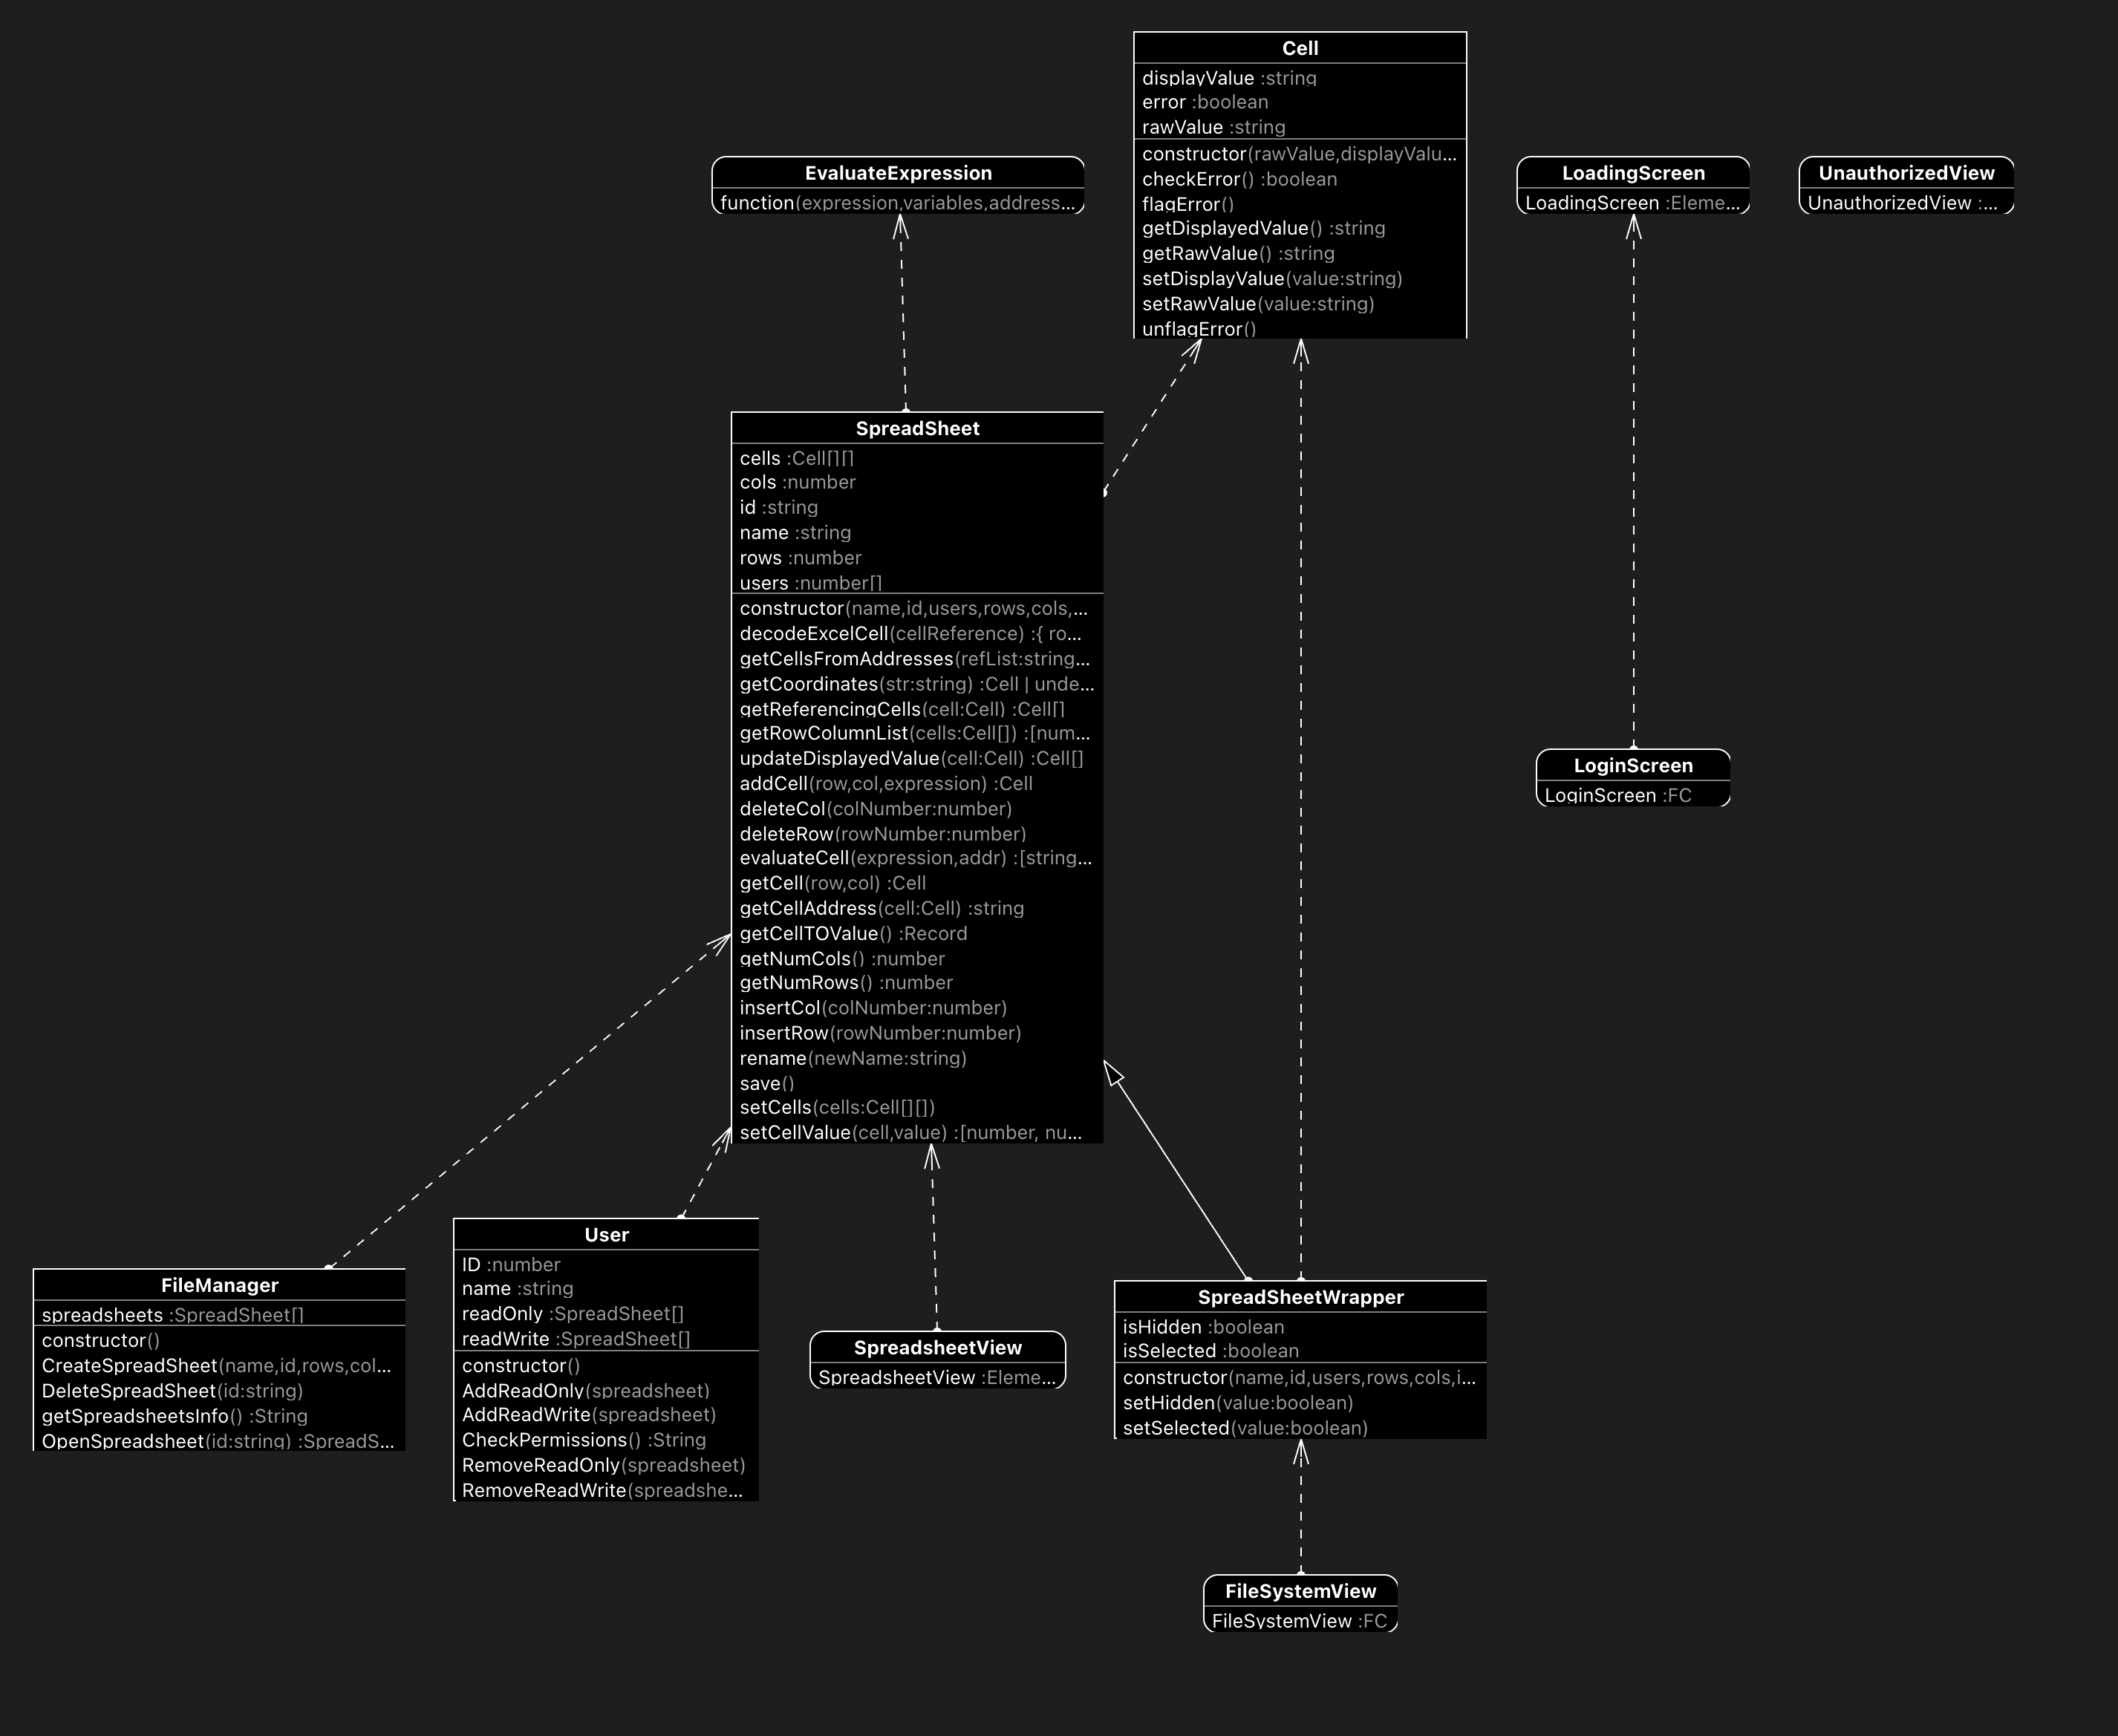 Cell
displayValue :string
error :boolean
rawValue :string
constructor(rawValue,displayValu...
checkError() :boolean
flagError()
getDisplayedValue() :string
getRawValue() :string
setDisplayValue(value:string)
setRawValue(value:string)
unflagError()
EvaluateExpression
function(expression,variables,address...
LoadingScreen
LoadingScreen :Eleme...
UnauthorizedView
UnauthorizedView :...
SpreadSheet
cells :Cell[][]
cols :number
id :string
name :string
rows :number
users :number[]
constructor(name,id,users,rows,cols,...
decodeExcelCell(cellReference) :{ ro...
getCellsFromAddresses(refList:string...
getCoordinates(str:string) :Cell | unde...
getReferencingCells(cell:Cell) :Cell[]
getRowColumnList(cells:Cell[]) :[num...
updateDisplayedValue(cell:Cell) :Cell[]
addCell(row,col,expression) :Cell
deleteCol(colNumber:number)
deleteRow(rowNumber:number)
evaluateCell(expression,addr) :[string...
getCell(row,col) :Cell
getCellAddress(cell:Cell) :string
getCellTOValue() :Record
getNumCols() :number
getNumRows() :number
insertCol(colNumber:number)
insertRow(rowNumber:number)
rename(newName:string)
save()
setCells(cells:Cell[][])
setCellValue(cell,value) :[number, nu...
LoginScreen
LoginScreen :FC
FileManager
spreadsheets :SpreadSheet[]
constructor()
CreateSpreadSheet(name,id,rows,col...
DeleteSpreadSheet(id:string)
getSpreadsheetsInfo() :String
OpenSpreadsheet(id:string) :SpreadS...
User
ID :number
name :string
readOnly :SpreadSheet[]
readWrite :SpreadSheet[]
constructor()
AddReadOnly(spreadsheet)
AddReadWrite(spreadsheet)
CheckPermissions() :String
RemoveReadOnly(spreadsheet)
RemoveReadWrite(spreadshe...
SpreadsheetView
SpreadsheetView :Eleme...
SpreadSheetWrapper
isHidden :boolean
isSelected :boolean
constructor(name,id,users,rows,cols,i...
setHidden(value:boolean)
setSelected(value:boolean)
FileSystemView
FileSystemView :FC